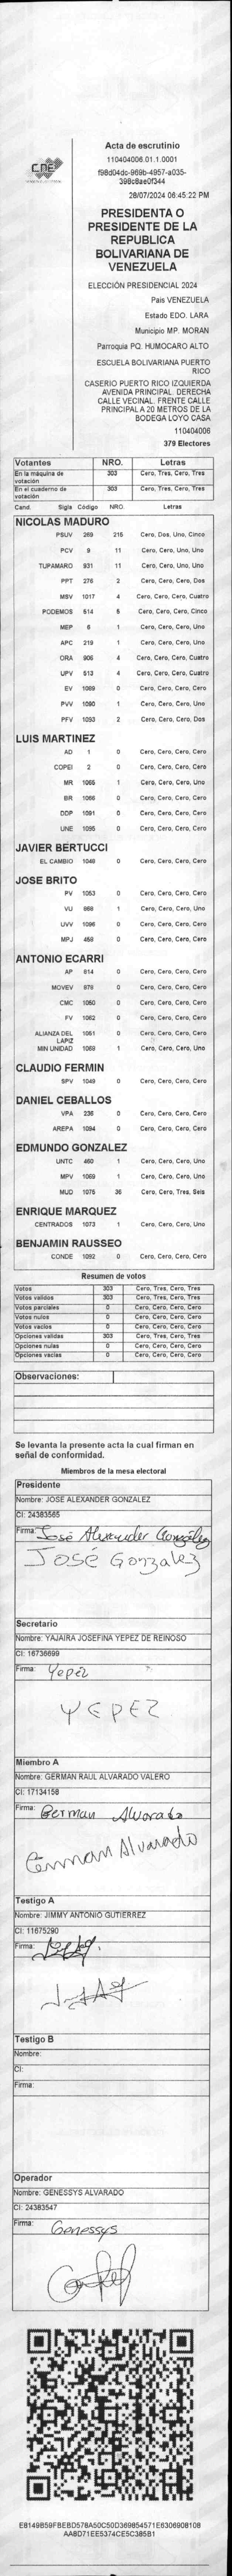 CNE
Acta de escrutinio
110404006.01.1.0001
f98d04dc-969b-4957-a035-
398c8ae0f344
28/07/2024 06:45:22 PM
PRESIDENTA O
PRESIDENTE DE LA
REPUBLICA
BOLIVARIANA DE
VENEZUELA
ELECCIÓN PRESIDENCIAL 2024
Pais VENEZUELA
Estado EDO. LARA
Municipio MP. MORAN
Parroquia PQ. HUMOCARO ALTO
ESCUELA BOLIVARIANA PUERTO
RICO
CASERIO PUERTO RICO IZQUIERDA
AVENIDA PRINCIPAL. DERECHA
CALLE VECINAL. FRENTE CALLE
PRINCIPAL A 20 METROS DE LA
BODEGA LOYO CASA
110404006
379 Electores
Votantes NRO. Letras
En la máquina de votación 303 Cero, Tres, Cero, Tres
En el cuaderno de votación 303 Cero, Tres, Cero, Tres
Cand. Sigla Código NRO. Letras
NICOLAS MADURO
PSUV 269 215 Cero, Dos, Uno, Cinco
PCV 9 11 Cero, Cero, Uno, Uno
TUPAMARO 931 11 Cero, Cero, Uno, Uno
PPT 276 2 Cero, Cero, Cero, Dos
MSV 1017 4 Cero, Cero, Cero, Cuatro
PODEMOS 514 5 Cero, Cero, Cero, Cinco
MEP 6 1 Cero, Cero, Cero, Uno
APC 219 1 Cero, Cero, Cero, Uno
ORA 906 4 Cero, Cero, Cero, Cuatro
UPV 513 4 Cero, Cero, Cero, Cuatro
EV 1089 0 Cero, Cero, Cero, Cero
PVV 1090 1 Cero, Cero, Cero, Uno
PFV 1093 2 Cero, Cero, Cero, Dos
LUIS MARTINEZ
AD 1 0 Cero, Cero, Cero, Cero
COPEI 2 0 Cero, Cero, Cero, Cero
MR 1065 1 Cero, Cero, Cero, Uno
BR 1066 0 Cero, Cero, Cero, Cero
DDP 1091 0 Cero, Cero, Cero, Cero
UNE 1095 0 Cero, Cero, Cero, Cero
JAVIER BERTUCCI
EL CAMBIO 1048 0 Cero, Cero, Cero, Cero
JOSE BRITO
PV 1053 0 Cero, Cero, Cero, Cero
VU 868 1 Cero, Cero, Cero, Uno
UVV 1096 0 Cero, Cero, Cero, Cero
MPJ 459 0 Cero, Cero, Cero, Cero
ANTONIO ECARRI
AP 814 0 Cero, Cero, Cero, Cero
MOVEV 878 0 Cero, Cero, Cero, Cero
CMC 1050 0 Cero, Cero, Cero, Cero
FV 1062 0 Cero, Cero, Cero, Cero
ALIANZA DEL LAPIZ 1051 0 Cero, Cero, Cero, Cero
MIN UNIDAD 1058 1 Cero, Cero, Cero, Uno
CLAUDIO FERMIN
SPV 1049 0 Cero, Cero, Cero, Cero
DANIEL CEBALLOS
VPA 236 0 Cero, Cero, Cero, Cero
AREPA 1094 0 Cero, Cero, Cero, Cero
EDMUNDO GONZALEZ
UNTC 460 1 Cero, Cero, Cero, Uno
MPV 1069 1 Cero, Cero, Cero, Uno
MUD 1075 36 Cero, Cero, Tres, Seis
ENRIQUE MARQUEZ
CENTRADOS 1073 1 Cero, Cero, Cero, Uno
BENJAMIN RAUSSEO
CONDE 1092 0 Cero, Cero, Cero, Cero
Resumen de votos
Votos 303 Cero, Tres, Cero, Tres
Votos validos 303 Cero, Tres, Cero, Tres
Votos parciales 0 Cero, Cero, Cero, Cero
Votos nulos 0 Cero, Cero, Cero, Cero
Votos vacios 0 Cero, Cero, Cero, Cero
Opciones validas 303 Cero, Tres, Cero, Tres
Opciones nulas 0 Cero, Cero, Cero, Cero
Opciones vacias 0 Cero, Cero, Cero, Cero
Observaciones:
Se levanta la presente acta la cual firman en
señal de conformidad.
Miembros de la mesa electoral
Presidente
Nombre: JOSE ALEXANDER GONZALEZ
CI: 24383565
Firma: José Alexander González
José Gonzalez
Secretario
Nombre: YAJAIRA JOSEFINA YEPEZ DE REINOSO
CI: 16736699
Firma: Yepez
YEPEZ
Miembro A
Nombre: GERMAN RAUL ALVARADO VALERO
CI: 17134158
Firma: German Alvarado
German Alvarado
Testigo A
Nombre: JIMMY ANTONIO GUTIERREZ
CI: 11675290
Firma:
Testigo B
Nombre:
CI:
Firma:
Operador
Nombre: GENESSYS ALVARADO
CI: 24383547
Firma: Genessys
E8149B59FBEBD578A50C50D369854571E6306908108
AA8D71EE5374CE5C385B1